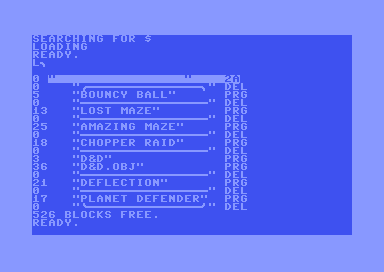 SEARCHING FOR $
LOADING
READY.
L
0 "                " 2A
0 "                " DEL
5 "BOUNCY BALL" PRG
0 "                " DEL
13 "LOST MAZE" PRG
0 "                " DEL
25 "AMAZING MAZE" PRG
0 "                " DEL
18 "CHOPPER RAID" PRG
0 "                " DEL
3 "D&D" PRG
36 "D&D.OBJ" PRG
0 "                " DEL
21 "DEFLECTION" PRG
0 "                " DEL
17 "PLANET DEFENDER" PRG
0 "                " DEL
526 BLOCKS FREE.
READY.